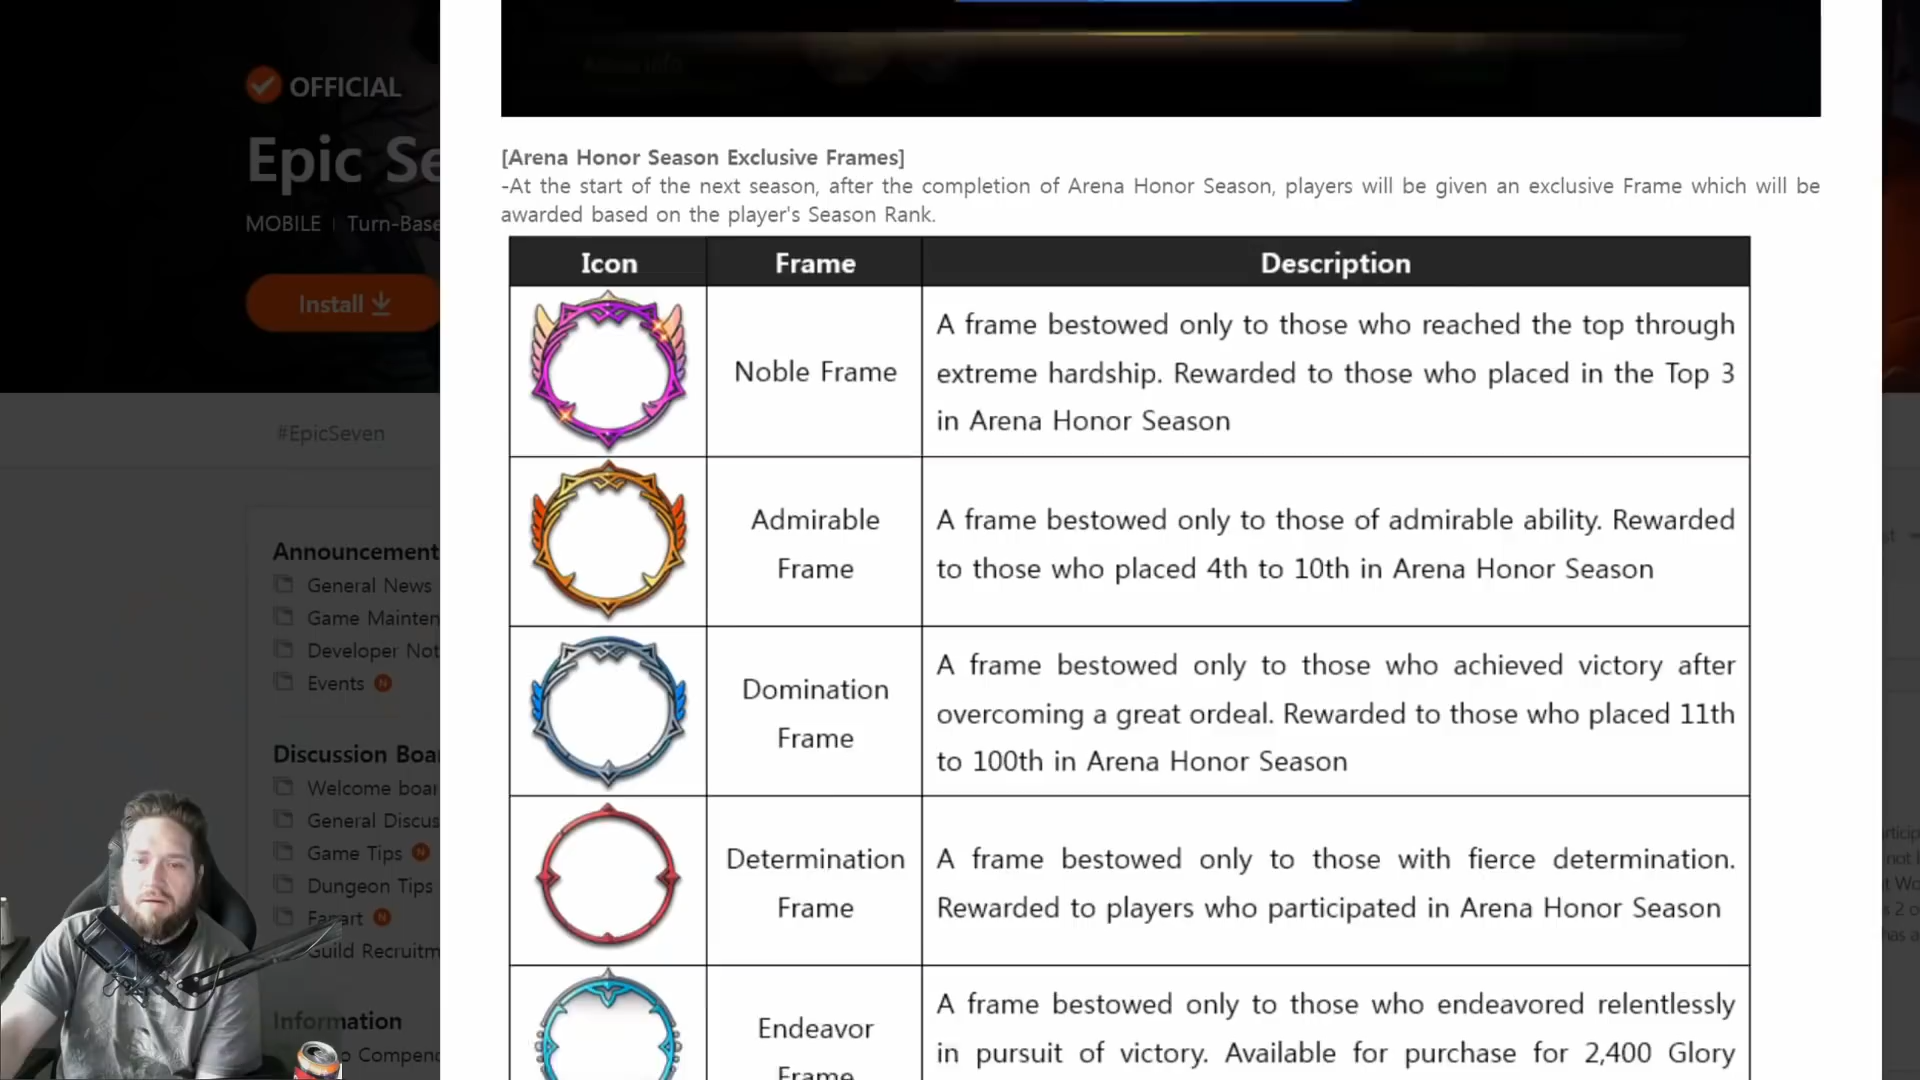 OFFICIAL
Epic Se
MOBILE Turn-Base
Install
#EpicSeven
Announcement
General News
Game Mainten
Developer Not
Events N
Discussion Boa
Welcome boar
General Discus
Game Tips N
Dungeon Tips
Fanart N
Guild Recruitm
Information
o Compend
[Arena Honor Season Exclusive Frames]
-At the start of the next season, after the completion of Arena Honor Season, players will be given an exclusive Frame which will be
awarded based on the player's Season Rank.
Icon Frame Description
Noble Frame
A frame bestowed only to those who reached the top through
extreme hardship. Rewarded to those who placed in the Top 3
in Arena Honor Season
Admirable
Frame
A frame bestowed only to those of admirable ability. Rewarded
to those who placed 4th to 10th in Arena Honor Season
Domination
Frame
A frame bestowed only to those who achieved victory after
overcoming a great ordeal. Rewarded to those who placed 11th
to 100th in Arena Honor Season
Determination
Frame
A frame bestowed only to those with fierce determination.
Rewarded to players who participated in Arena Honor Season
Endeavor
Frame
A frame bestowed only to those who endeavored relentlessly
in pursuit of victory. Available for purchase for 2,400 Glory